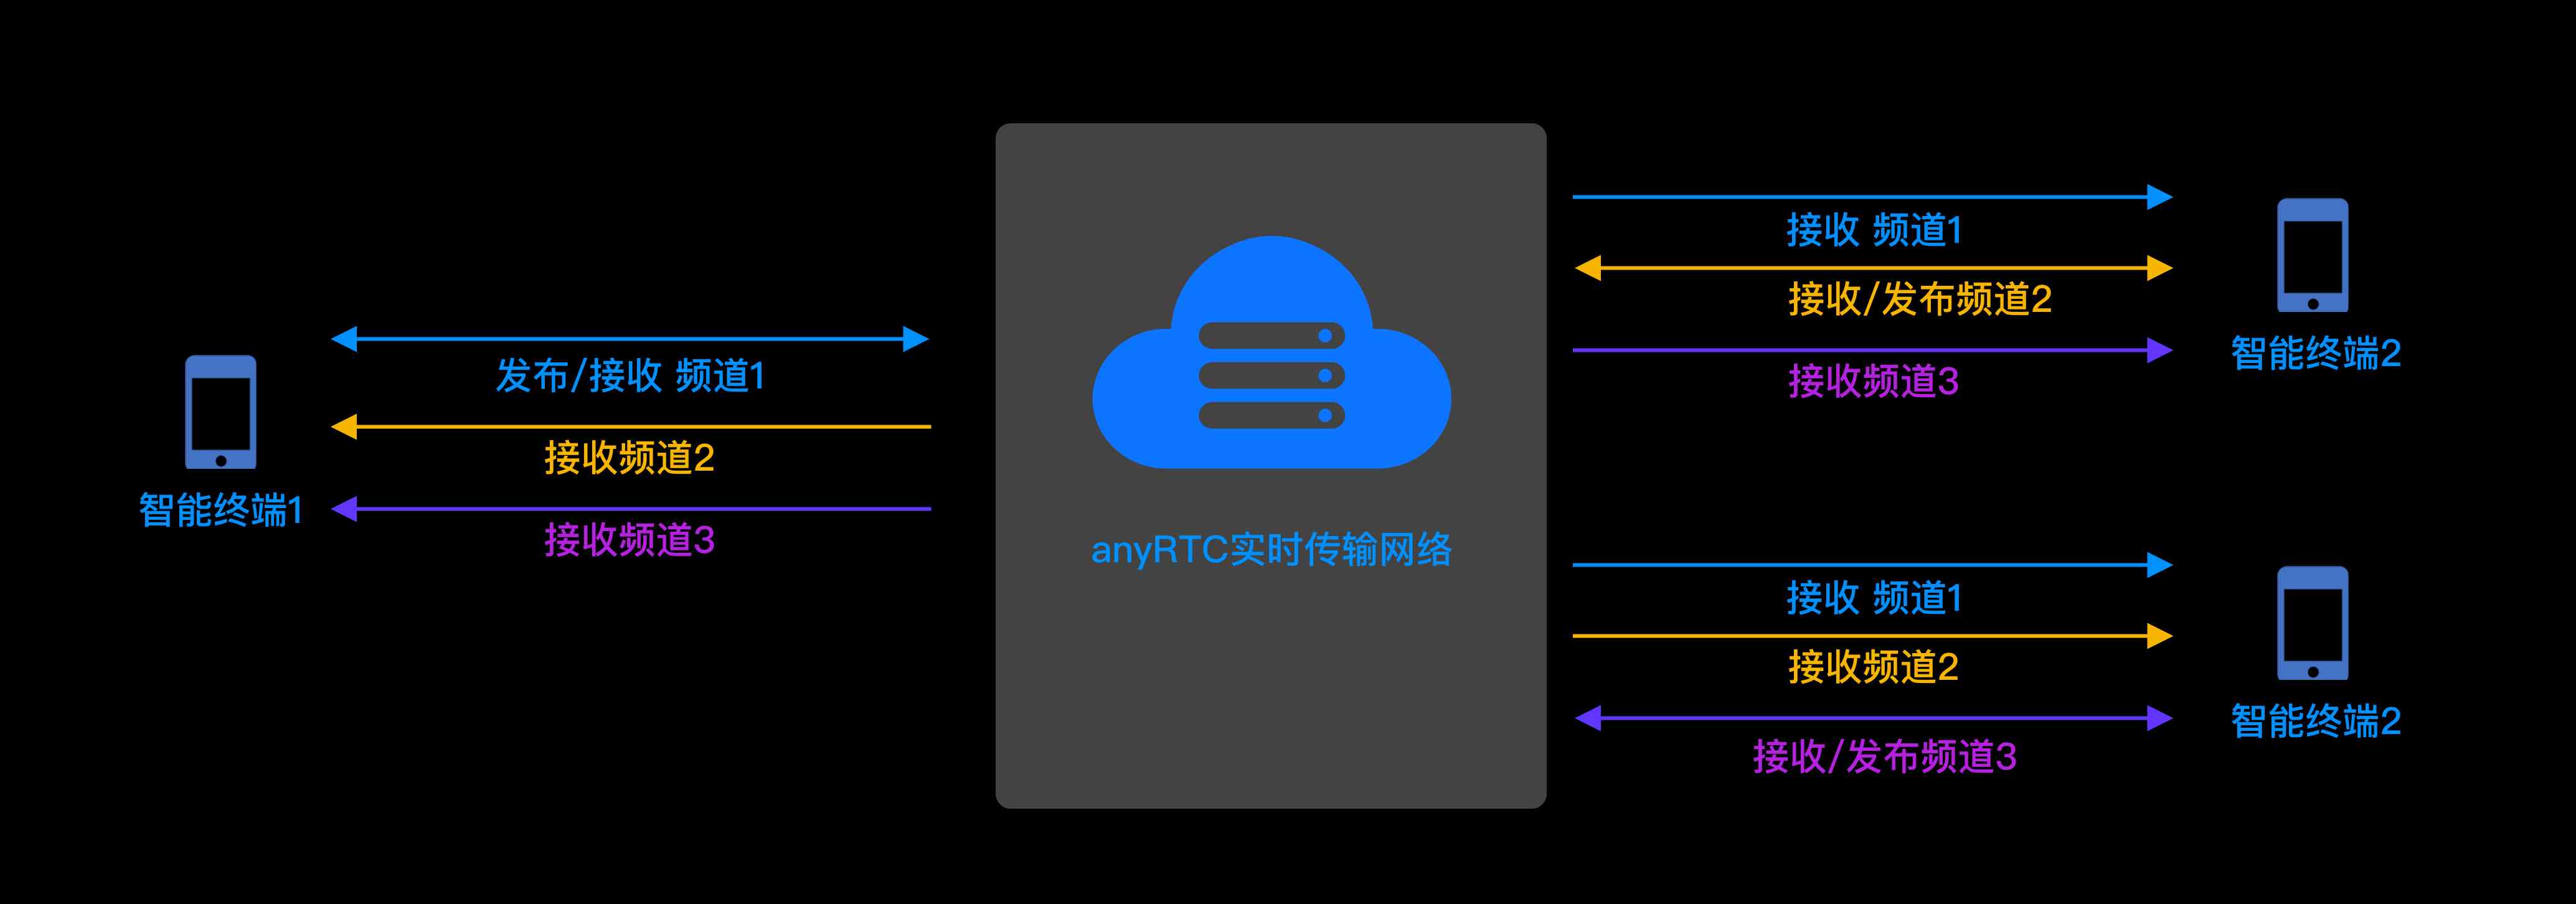 发布/接收 频道1
接收频道2
接收频道3
智能终端1
anyRTC实时传输网络
接收 频道1
接收/发布频道2
接收频道3
智能终端2
接收 频道1
接收频道2
接收/发布频道3
智能终端2